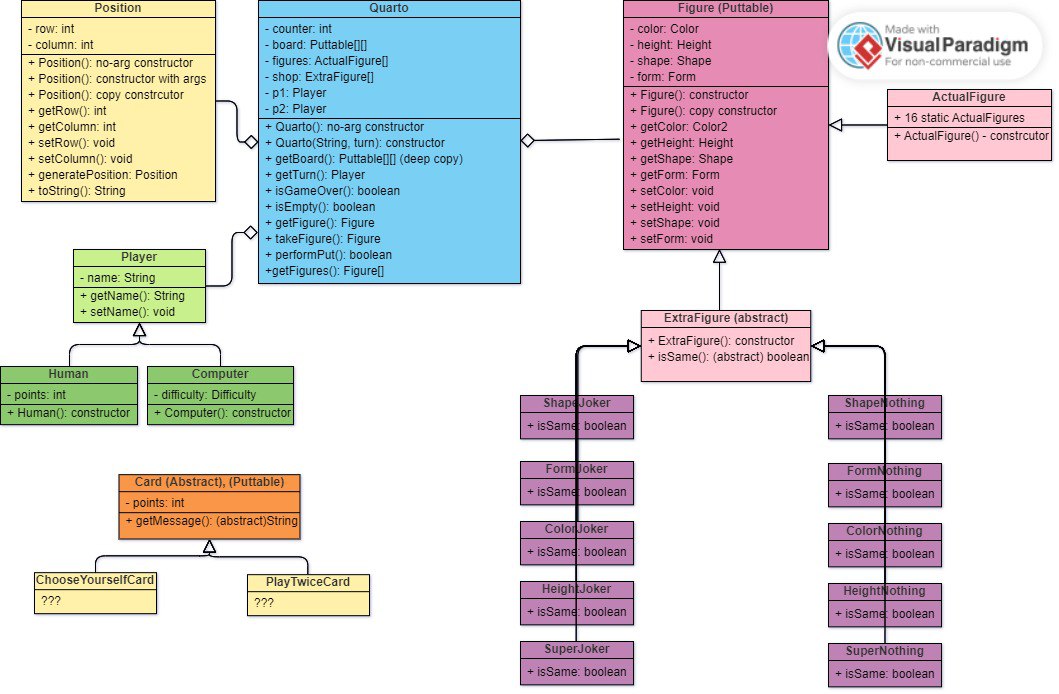 Position
- row: int
- column: int
+ Position(): no-arg constructor
+ Position(): constructor with args
+ Position(): copy constrcutor
+ getRow(): int
+ getColumn: int
+ setRow(): void
+ setColumn(): void
+ generatePosition: Position
+ toString(): String
Quarto
- counter: int
- board: Puttable[][]
- figures: ActualFigure[]
- shop: ExtraFigure[]
- p1: Player
- p2: Player
+ Quarto(): no-arg constructor
+ Quarto(String, turn): constructor
+ getBoard(): Puttable[][] (deep copy)
+ getTurn(): Player
+ isGameOver(): boolean
+ isEmpty(): boolean
+ getFigure(): Figure
+ takeFigure(): Figure
+ performPut(): boolean
+getFigures(): Figure[]
Figure (Puttable)
- color: Color
- height: Height
- shape: Shape
- form: Form
+ Figure(): constructor
+ Figure(): copy constructor
+ getColor: Color2
+ getHeight: Height
+ getShape: Shape
+ getForm: Form
+ setColor: void
+ setHeight: void
+ setShape: void
+ setForm: void
Made with
VisualParadigm
For non-commercial use
ActualFigure
+ 16 static ActualFigures
+ ActualFigure() - constrcutor
Player
- name: String
+ getName(): String
+ setName(): void
Human
- points: int
+ Human(): constructor
Computer
- difficulty: Difficulty
+ Computer(): constructor
ExtraFigure (abstract)
+ ExtraFigure(): constructor
+ isSame(): (abstract) boolean
Card (Abstract), (Puttable)
- points: int
+ getMessage(): (abstract)String
ChooseYourselfCard
???
PlayTwiceCard
???
ShapeJoker
+ isSame: boolean
FormJoker
+ isSame: boolean
ColorJoker
+ isSame: boolean
HeightJoker
+ isSame: boolean
SuperJoker
+ isSame: boolean
ShapeNothing
+ isSame: boolean
FormNothing
+ isSame: boolean
ColorNothing
+ isSame: boolean
HeightNothing
+ isSame: boolean
SuperNothing
+ isSame: boolean